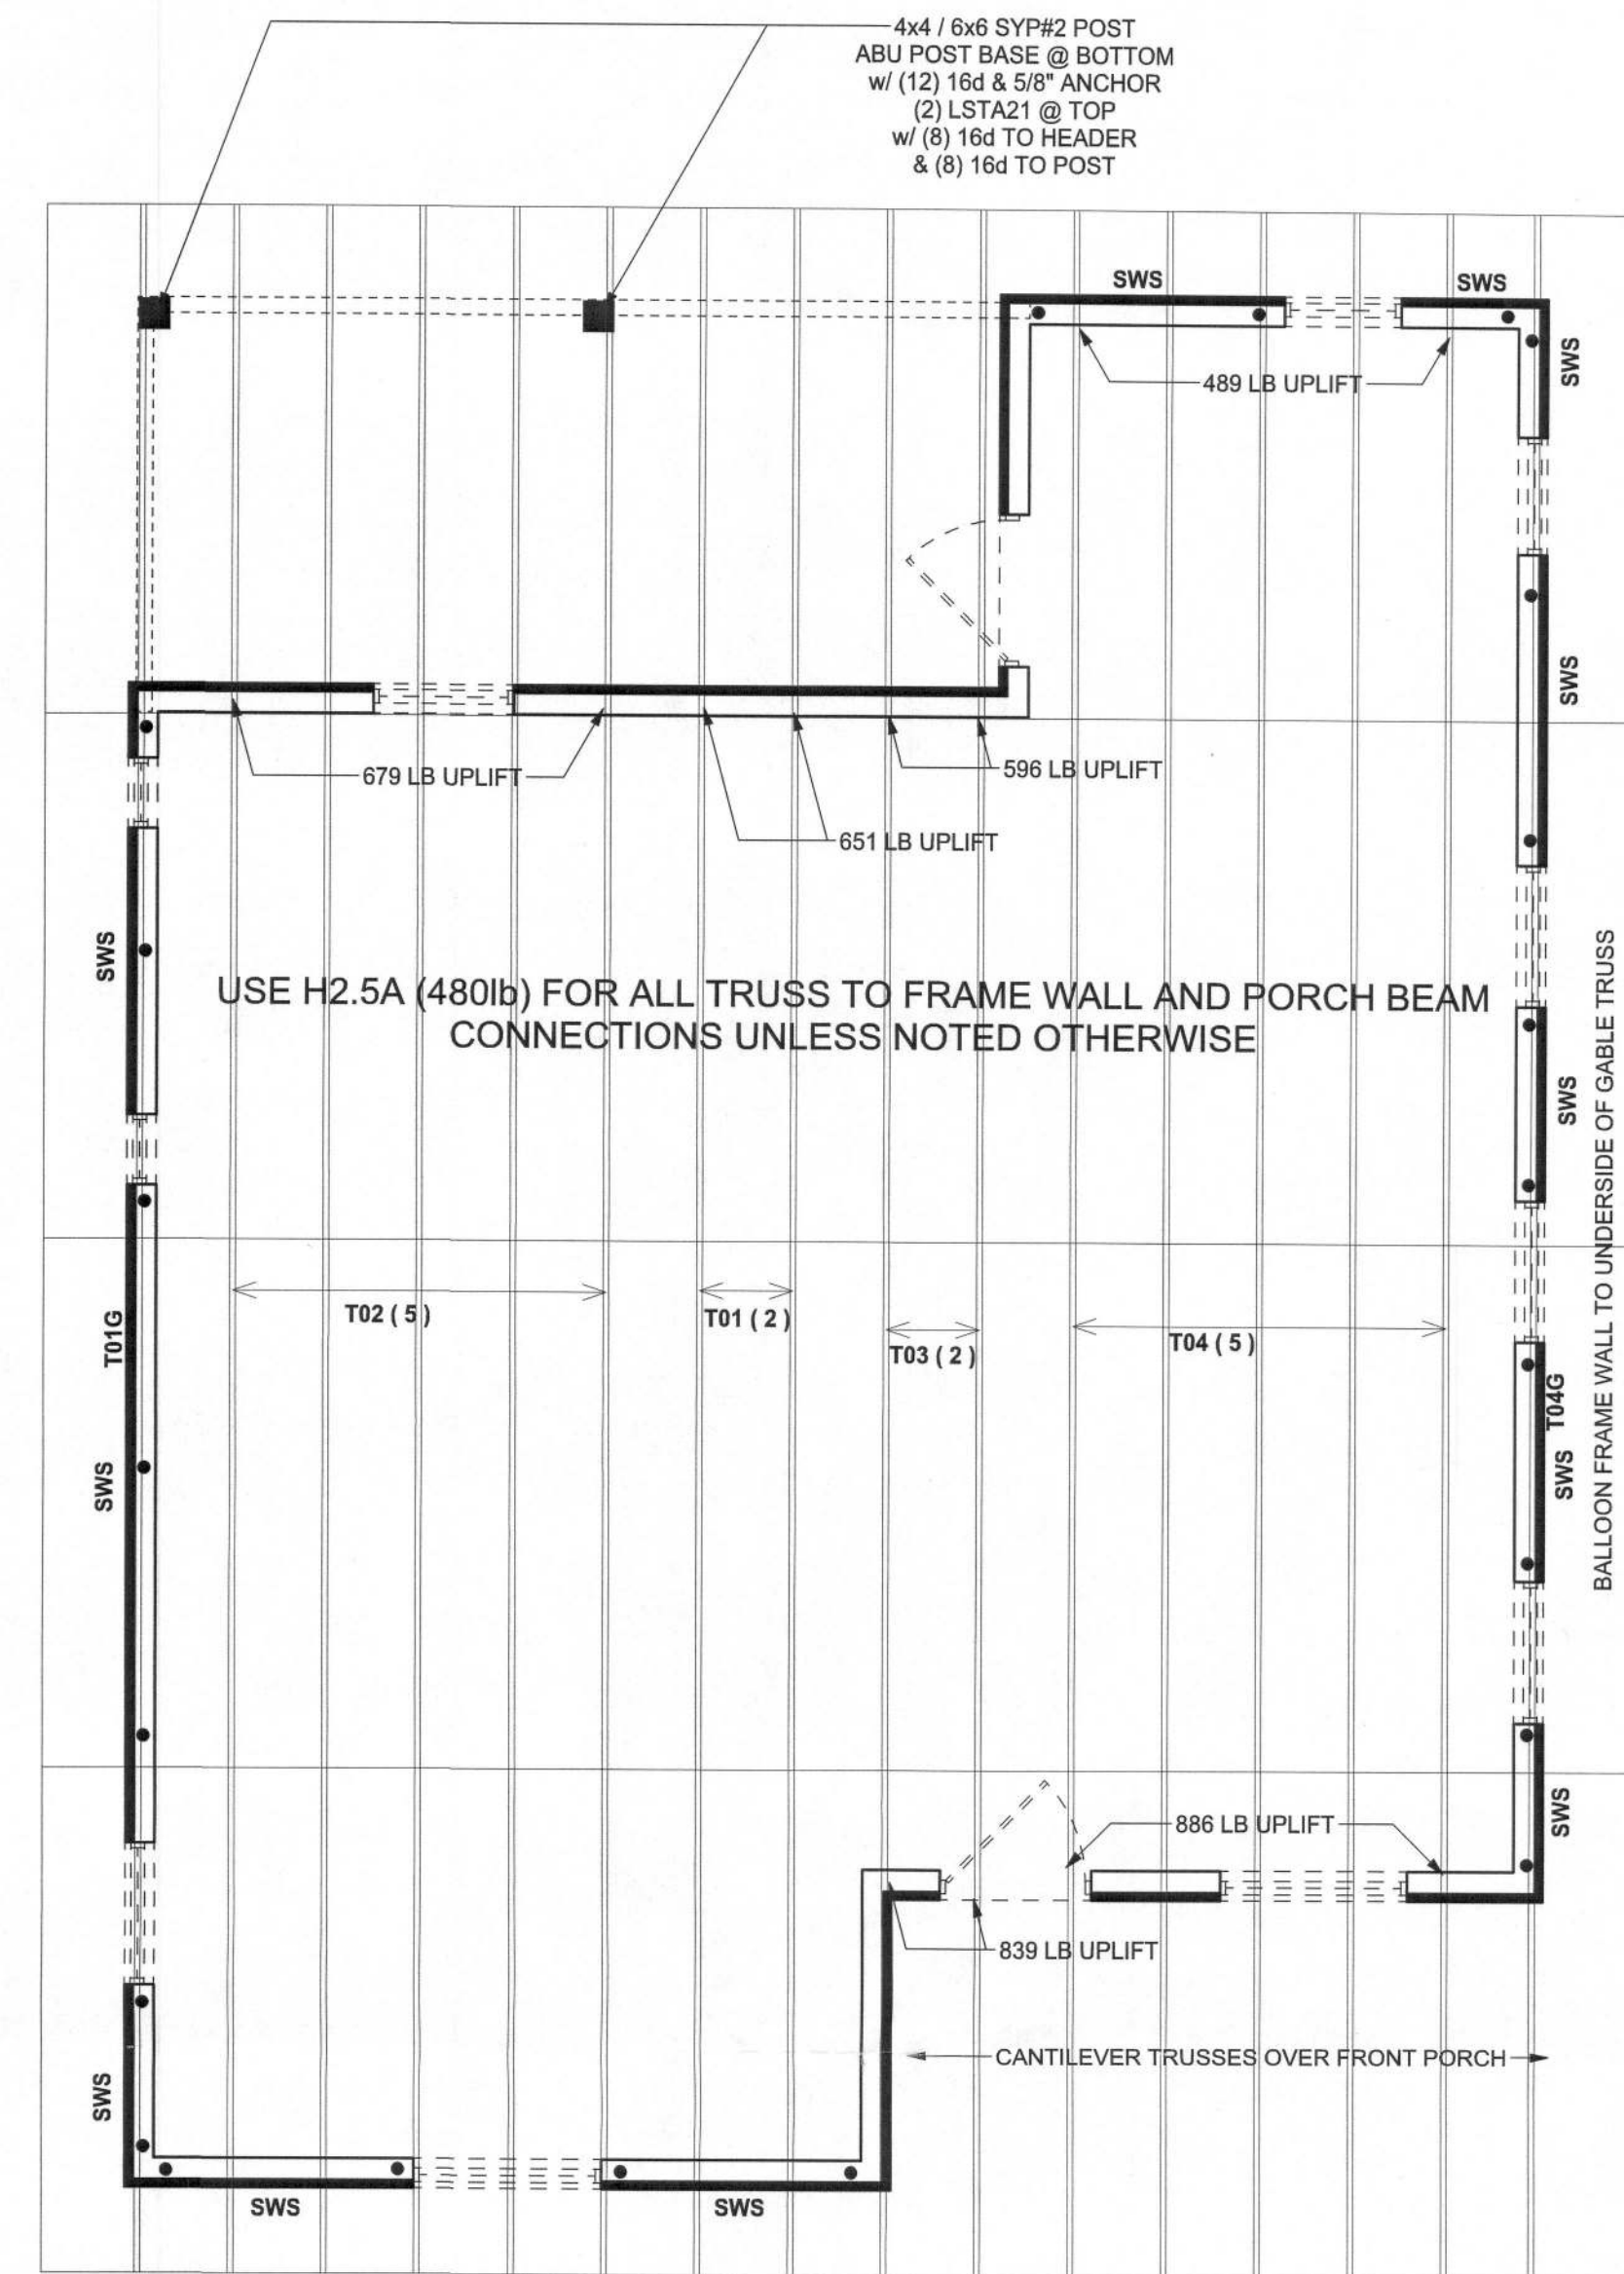 4x4 / 6x6 SYP#2 POST
ABU POST BASE @ BOTTOM
w/ (12) 16d & 5/8" ANCHOR
(2) LSTA21 @ TOP
w/ (8) 16d TO HEADER
& (8) 16d TO POST
SWS
SWS
SWS
489 LB UPLIFT
SWS
679 LB UPLIFT
596 LB UPLIFT
651 LB UPLIFT
SWS
USE H2.5A (480lb) FOR ALL TRUSS TO FRAME WALL AND PORCH BEAM
CONNECTIONS UNLESS NOTED OTHERWISE
SWS
BALLOON FRAME WALL TO UNDERSIDE OF GABLE TRUSS
T02 ( 5 )
T01 ( 2 )
T03 ( 2 )
T04 ( 5 )
T01G
T04G
SWS
SWS
886 LB UPLIFT
SWS
839 LB UPLIFT
CANTILEVER TRUSSES OVER FRONT PORCH
SWS
SWS
SWS